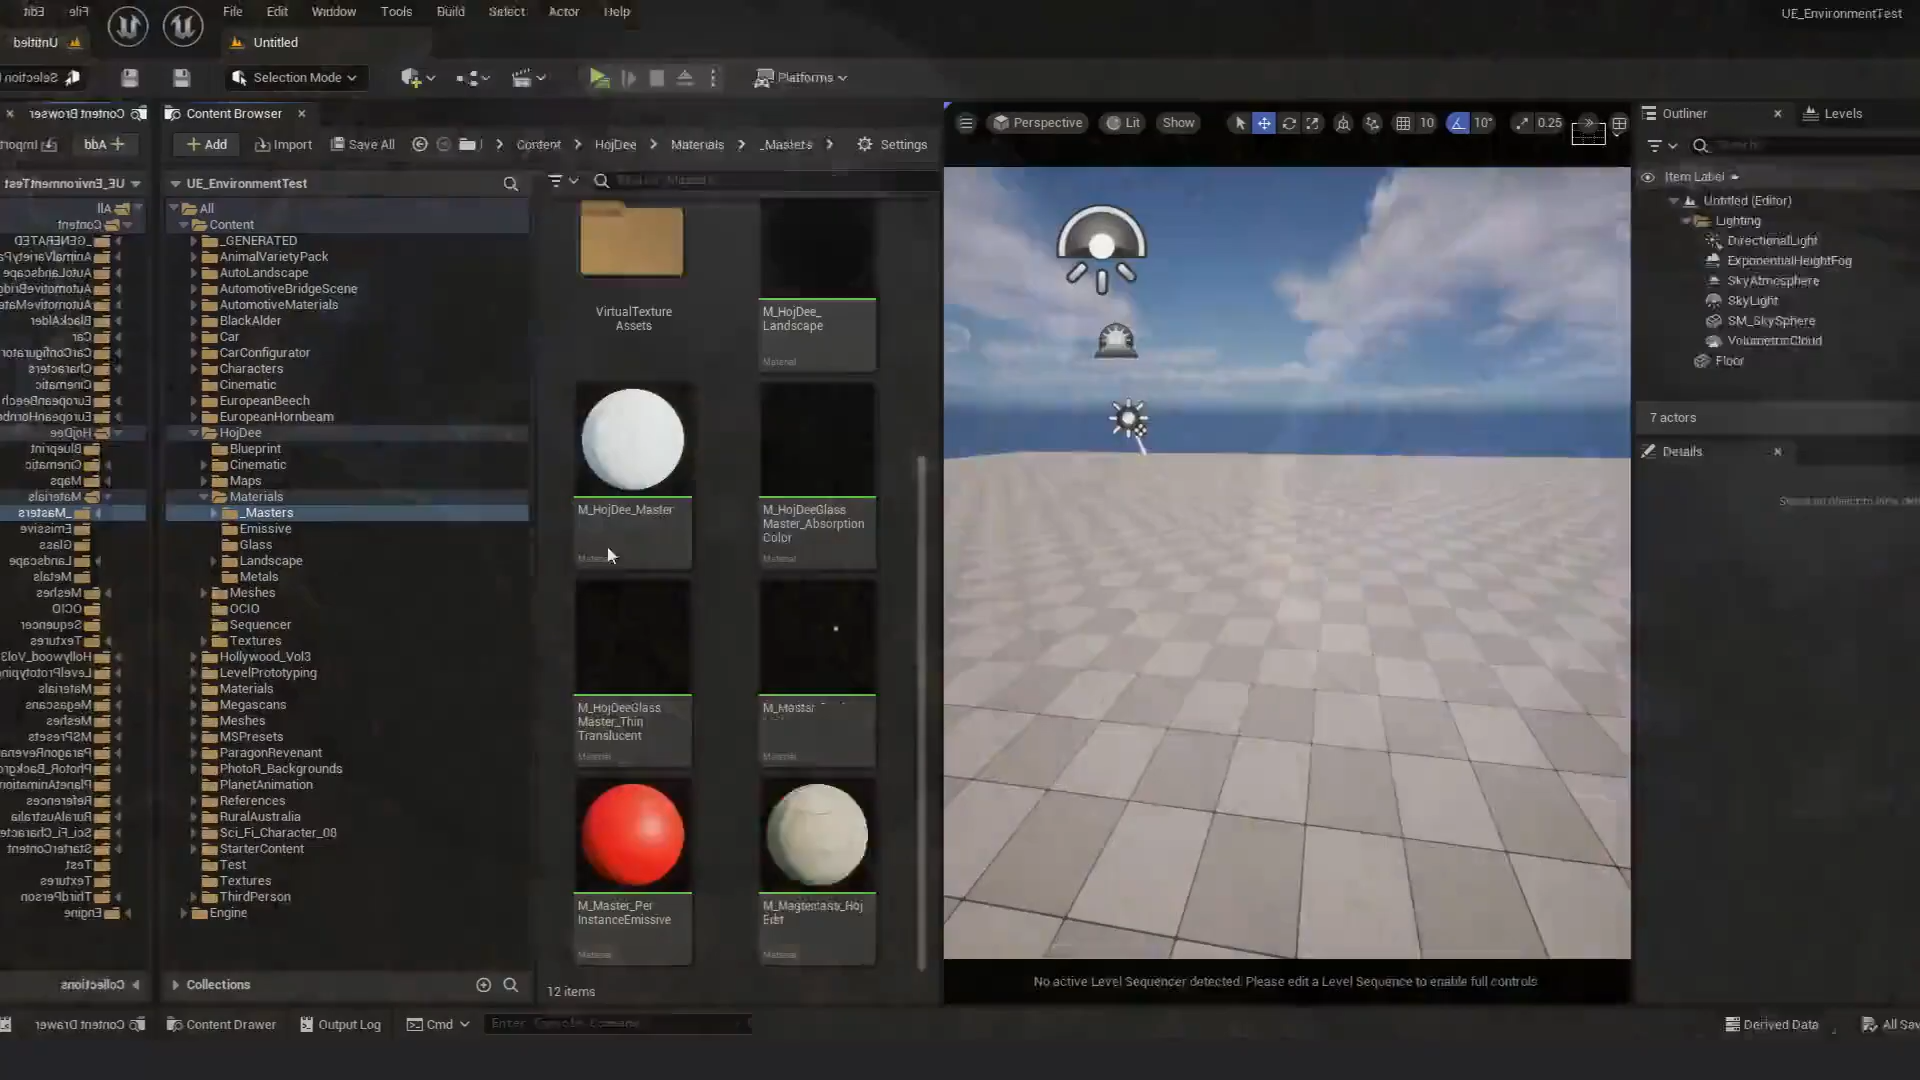 File Edit Window Tools Build Select Actor Help
UE_EnvironmentTest
Untitled
Selection Mode
Platforms
Content Browser
Add
Import
Save All
Content
HojDee
Materials
_Masters
Settings
UE_EnvironmentTest
All
Content
_GENERATED
AnimalVarietyPack
AutoLandscape
AutomotiveBridgeScene
AutomotiveMaterials
BlackAlder
Car
CarConfigurator
Characters
Cinematic
EuropeanBeech
EuropeanHornbeam
HojDee
Blueprint
Cinematic
Maps
Materials
_Masters
Emissive
Glass
Landscape
Metals
Meshes
OCIO
Sequencer
Textures
Hollywood_Vol3
LevelPrototyping
Materials
Megascans
Meshes
MSPresets
ParagonRevenant
PhotoR_Backgrounds
PlanetAnimation
References
RuralAustralia
Sci_Fi_Character_08
StarterContent
Test
Textures
ThirdPerson
Engine
Collections
VirtualTexture
Assets
M_HojDee_
Landscape
Material
M_HojDee_Master
Material
M_HojDeeGlass
Master_Absorption
Color
Material
M_HojDeeGlass
Master_Thin
Translucent
Material
M_Master
Material
M_Master_Per
InstanceEmissive
Material
Material
12 items
Perspective
Lit
Show
10
10°
0.25
No active Level Sequencer detected. Please edit a Level Sequence to enable full controls
Outliner
Levels
Item Label
Untitled (Editor)
Lighting
DirectionalLight
ExponentialHeightFog
SkyAtmosphere
SkyLight
SM_SkySphere
VolumetricCloud
Floor
7 actors
Details
Content Drawer
Output Log
Cmd
Enter Console Command
Derived Data
All Sav